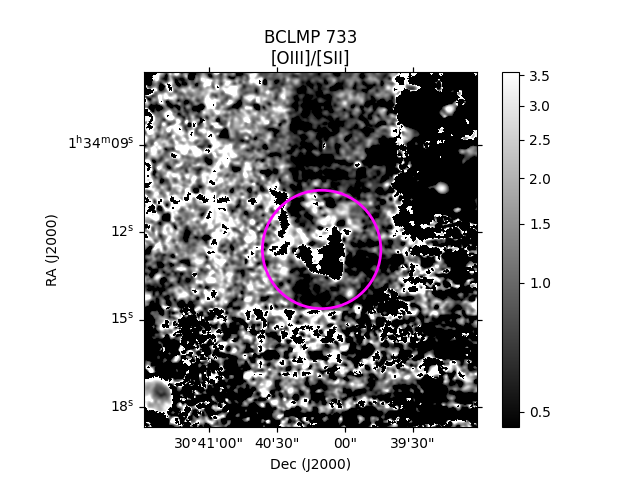 BCLMP 733
[OIII]/[SII]
3.5
3.0
2.5
2.0
1.5
1.0
0.5
1ʰ34ᵐ09ˢ
12ˢ
15ˢ
18ˢ
RA (J2000)
30°41'00" 40'30" 00" 39'30"
Dec (J2000)